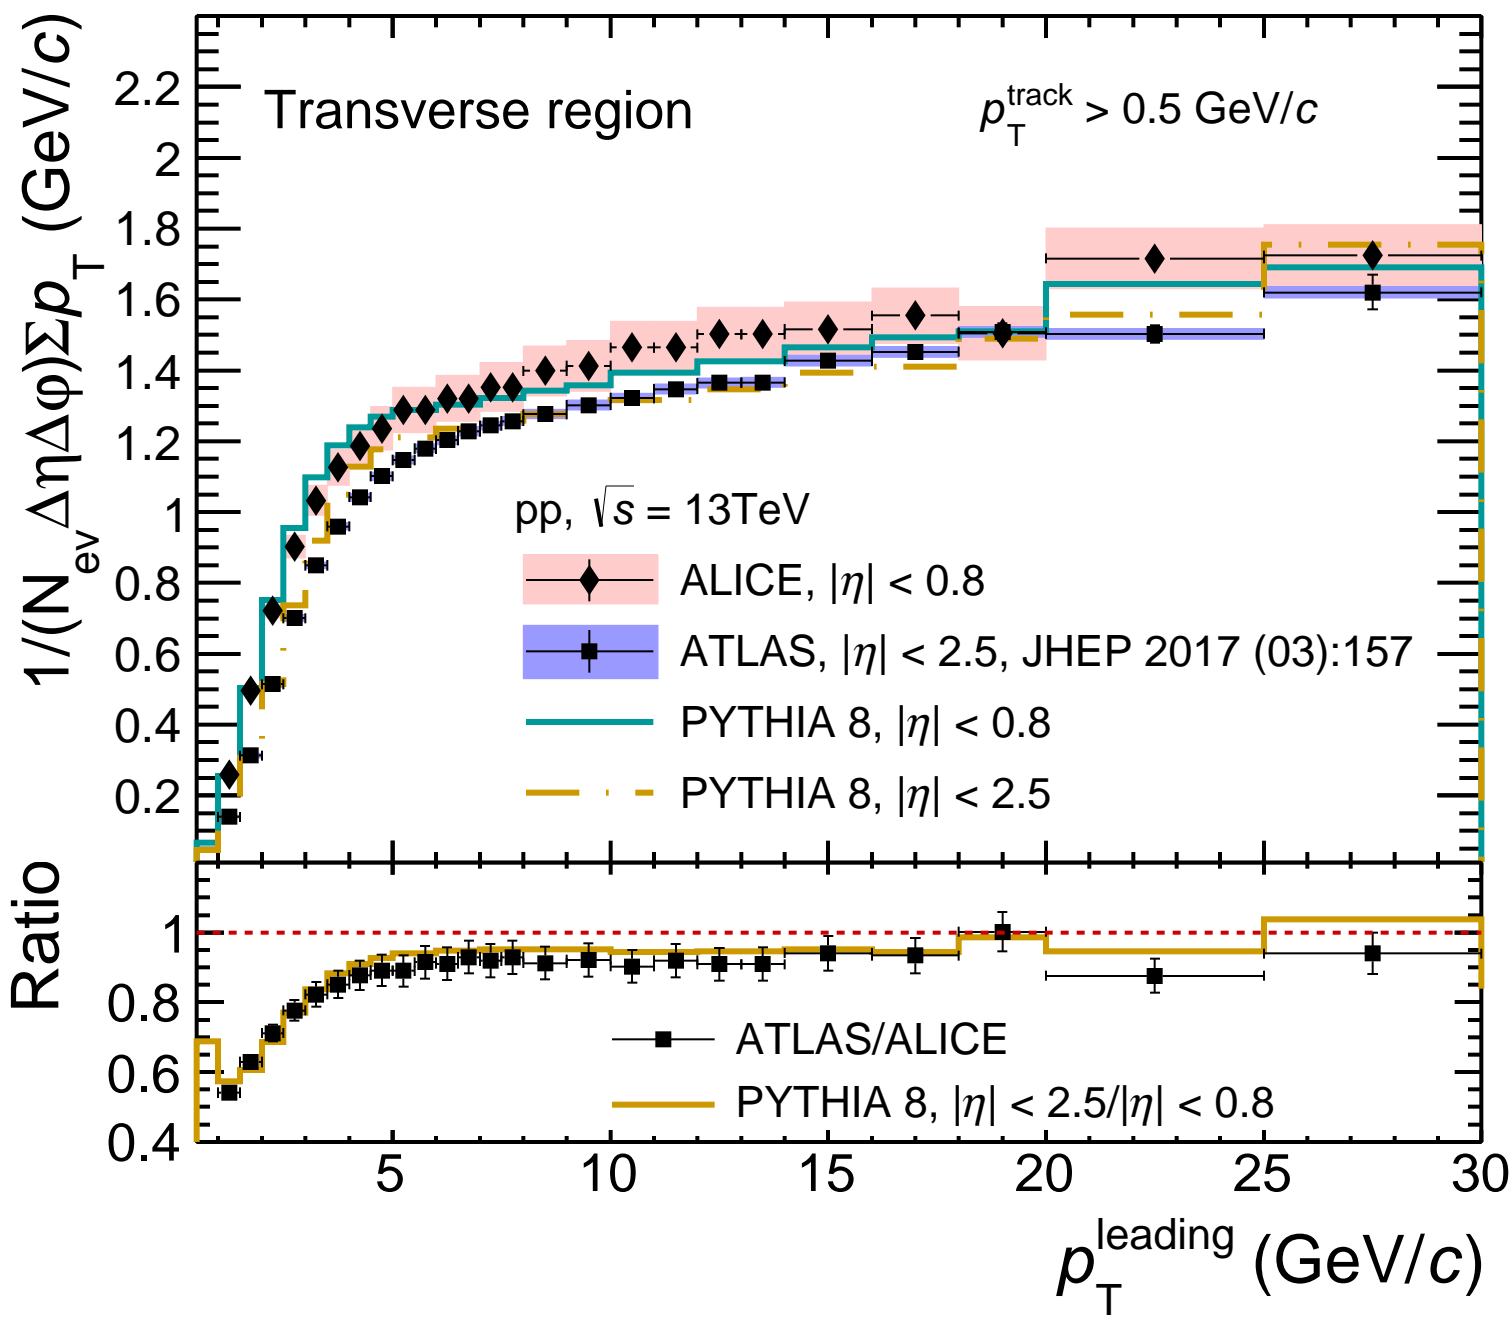 1/(N_ev ΔηΔφ)Σp_T (GeV/c)
2.2
2
1.8
1.6
1.4
1.2
1
0.8
0.6
0.4
0.2
Transverse region
p_T^track > 0.5 GeV/c
pp, √s = 13TeV
ALICE, |η| < 0.8
ATLAS, |η| < 2.5, JHEP 2017 (03):157
PYTHIA 8, |η| < 0.8
PYTHIA 8, |η| < 2.5
Ratio
1
0.8
0.6
0.4
ATLAS/ALICE
PYTHIA 8, |η| < 2.5/|η| < 0.8
5 10 15 20 25 30
p_T^leading (GeV/c)